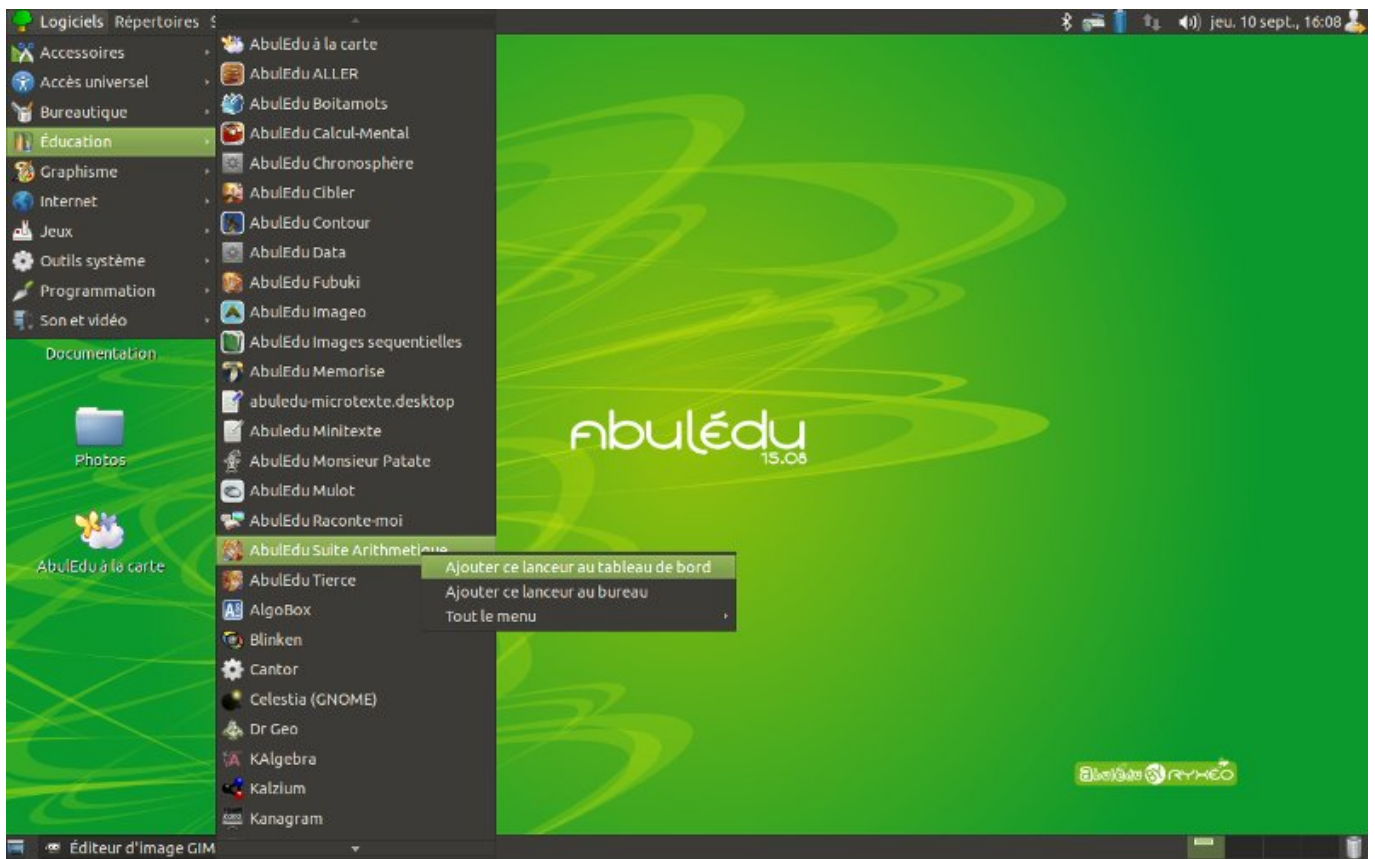 Logiciels Répertoires
jeu. 10 sept., 16:08
Accessoires
Accès universel
Bureautique
Éducation
Graphisme
Internet
Jeux
Outils système
Programmation
Son et vidéo
AbulEdu à la carte
AbulEdu ALLER
AbulEdu Boitamots
AbulEdu Calcul-Mental
AbulEdu Chronosphère
AbulEdu Cibler
AbulEdu Contour
AbulEdu Data
AbulEdu Fubuki
AbulEdu Imageo
AbulEdu Images sequentielles
AbulEdu Memorise
abuledu-microtexte.desktop
Abuledu Minitexte
AbulEdu Monsieur Patate
AbulEdu Mulot
AbulEdu Raconte-moi
AbulEdu Suite Arithmetique
AbulEdu Tierce
AlgoBox
Blinken
Cantor
Celestia (GNOME)
Dr Geo
KAlgebra
Kalzium
Kanagram
Ajouter ce lanceur au tableau de bord
Ajouter ce lanceur au bureau
Tout le menu
Documentation
Photos
AbulEdu à la carte
abulédu
15.08
abulédu RYXÉO
Éditeur d'image GIM